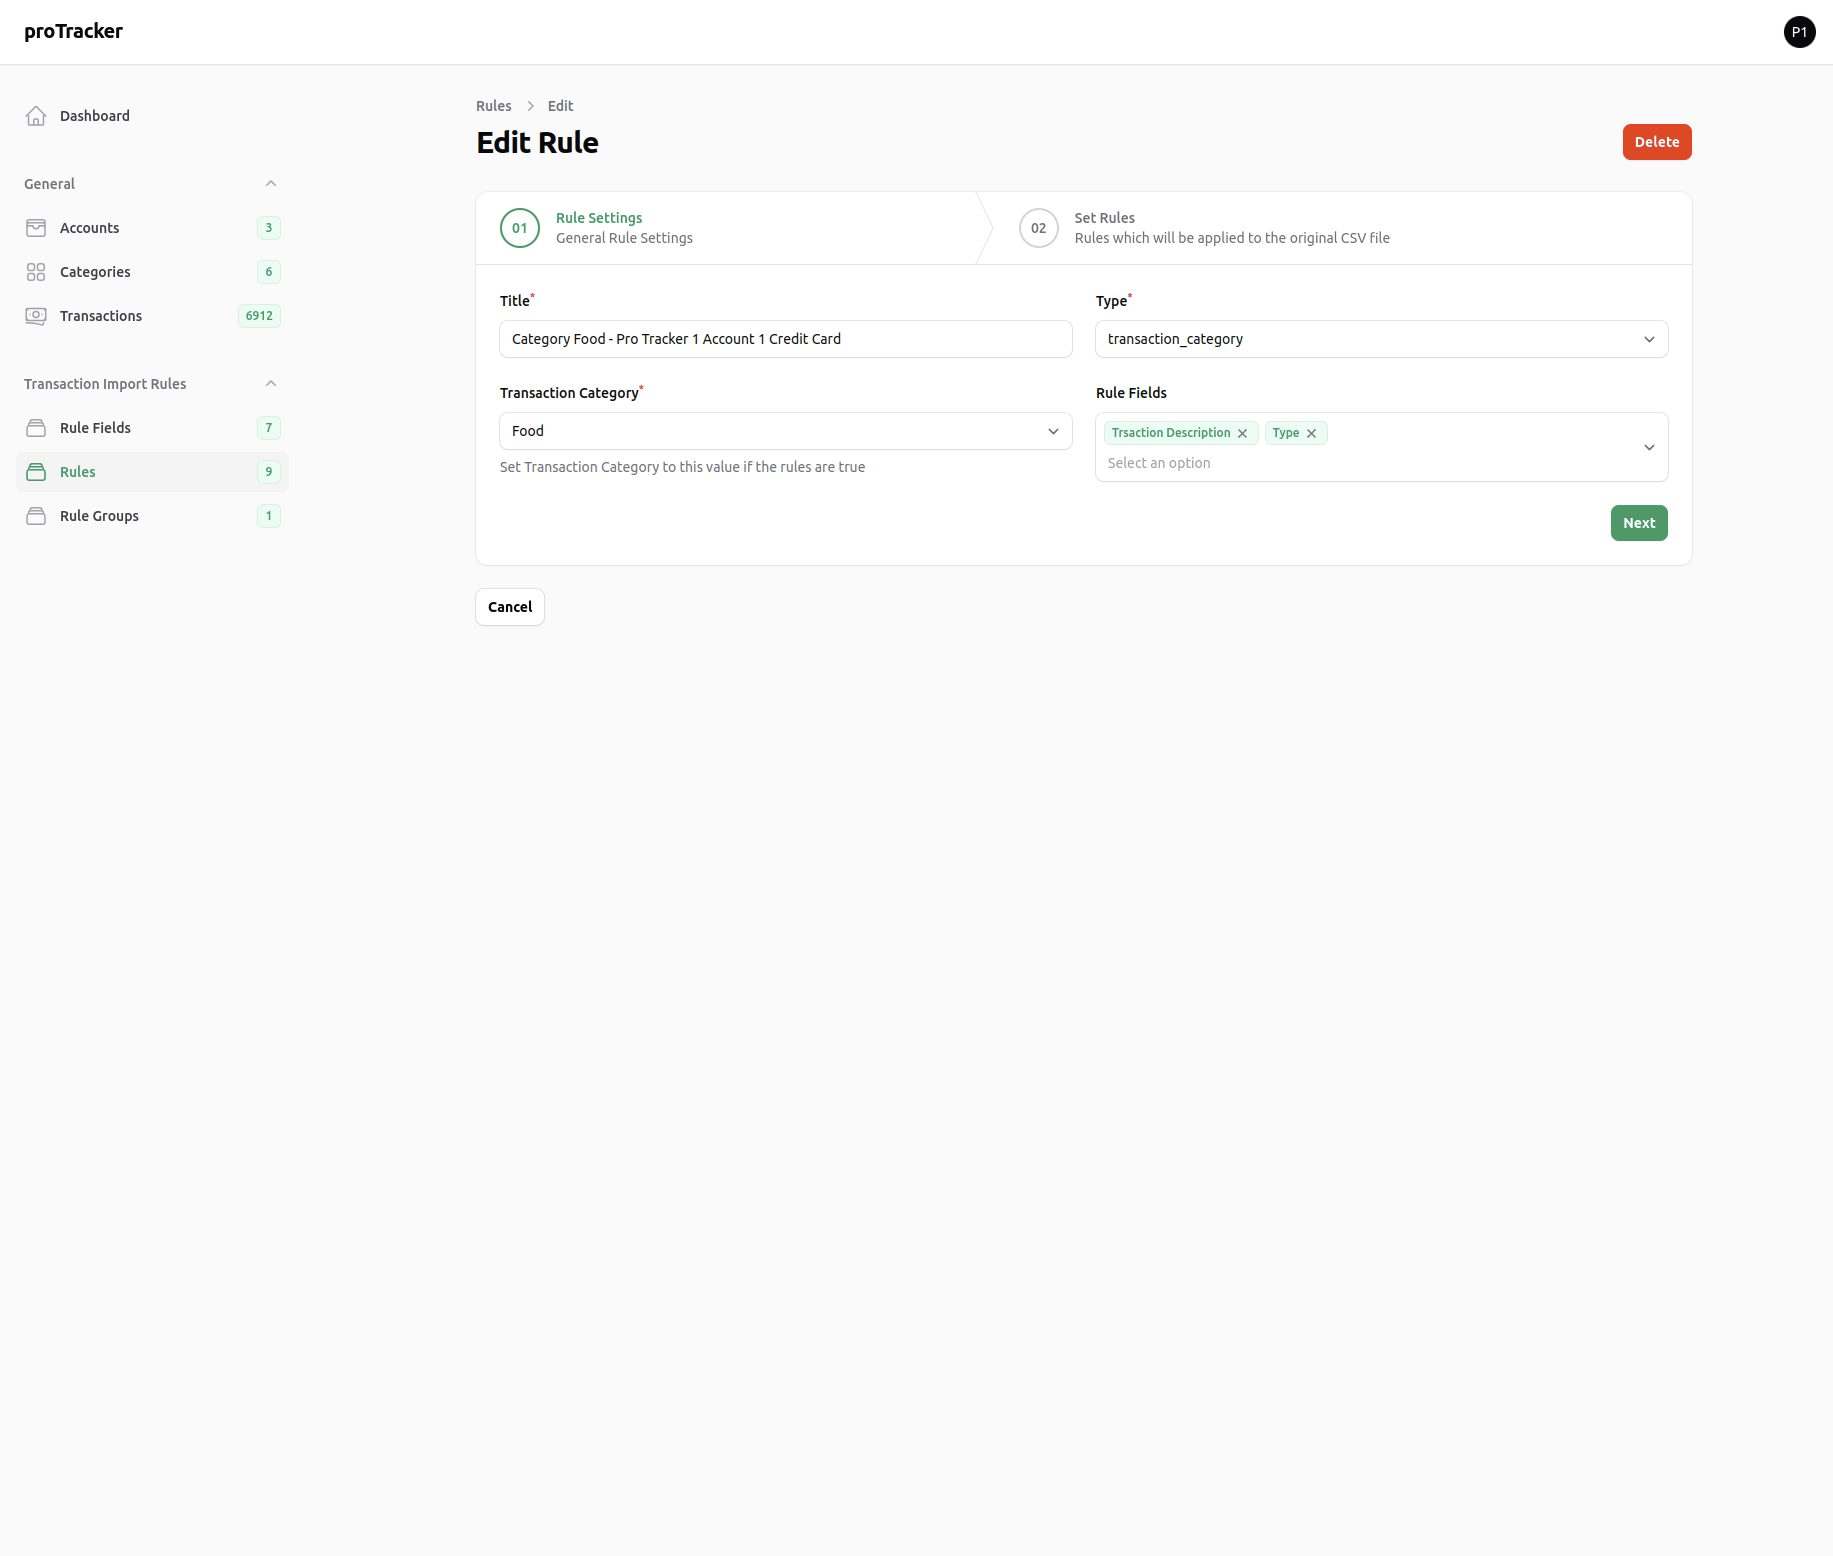 proTracker
P1
Dashboard
General
Accounts 3
Categories 6
Transactions 6912
Transaction Import Rules
Rule Fields 7
Rules 9
Rule Groups 1
Rules > Edit
Edit Rule
Delete
01
Rule Settings
General Rule Settings
02
Set Rules
Rules which will be applied to the original CSV file
Title*
Category Food - Pro Tracker 1 Account 1 Credit Card
Type*
transaction_category
Transaction Category*
Food
Set Transaction Category to this value if the rules are true
Rule Fields
Trsaction Description Type
Select an option
Next
Cancel